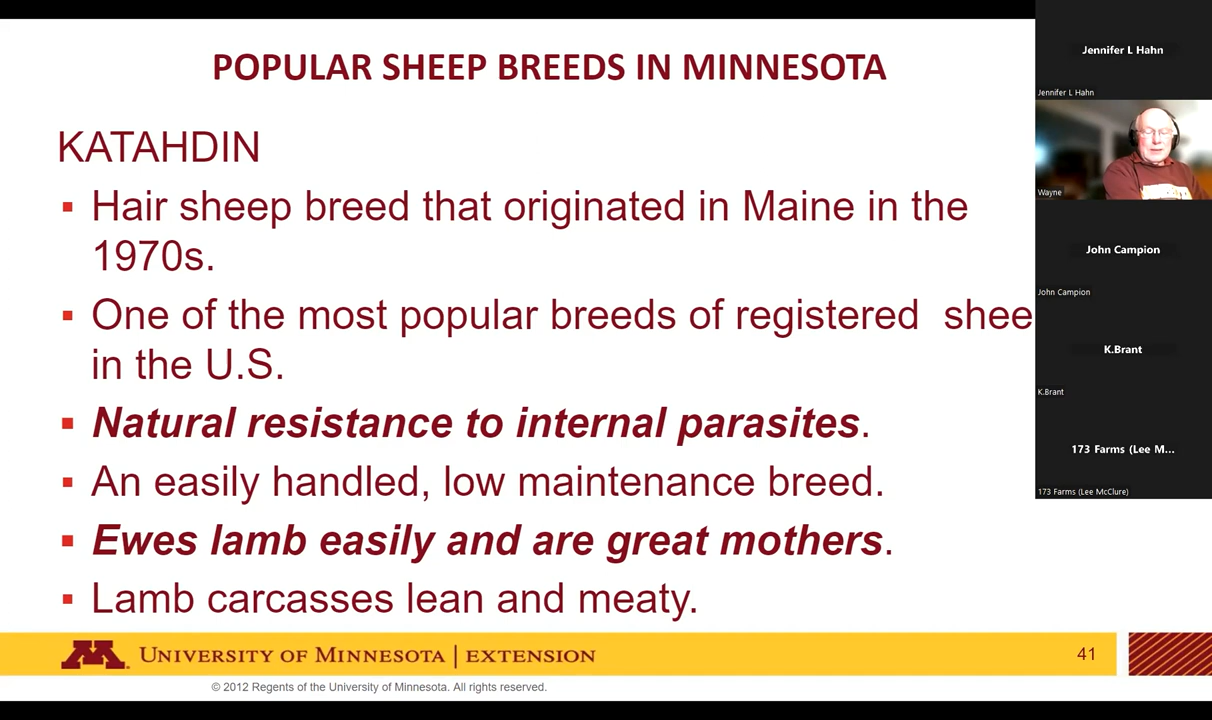 POPULAR SHEEP BREEDS IN MINNESOTA
KATAHDIN
▪ Hair sheep breed that originated in Maine in the
1970s.
▪ One of the most popular breeds of registered shee
in the U.S.
▪ Natural resistance to internal parasites.
▪ An easily handled, low maintenance breed.
▪ Ewes lamb easily and are great mothers.
▪ Lamb carcasses lean and meaty.
M UNIVERSITY OF MINNESOTA | EXTENSION
41
© 2012 Regents of the University of Minnesota. All rights reserved.
Jennifer L Hahn
Jennifer L Hahn
Wayne
John Campion
John Campion
K.Brant
K.Brant
173 Farms (Lee M...
173 Farms (Lee McClure)